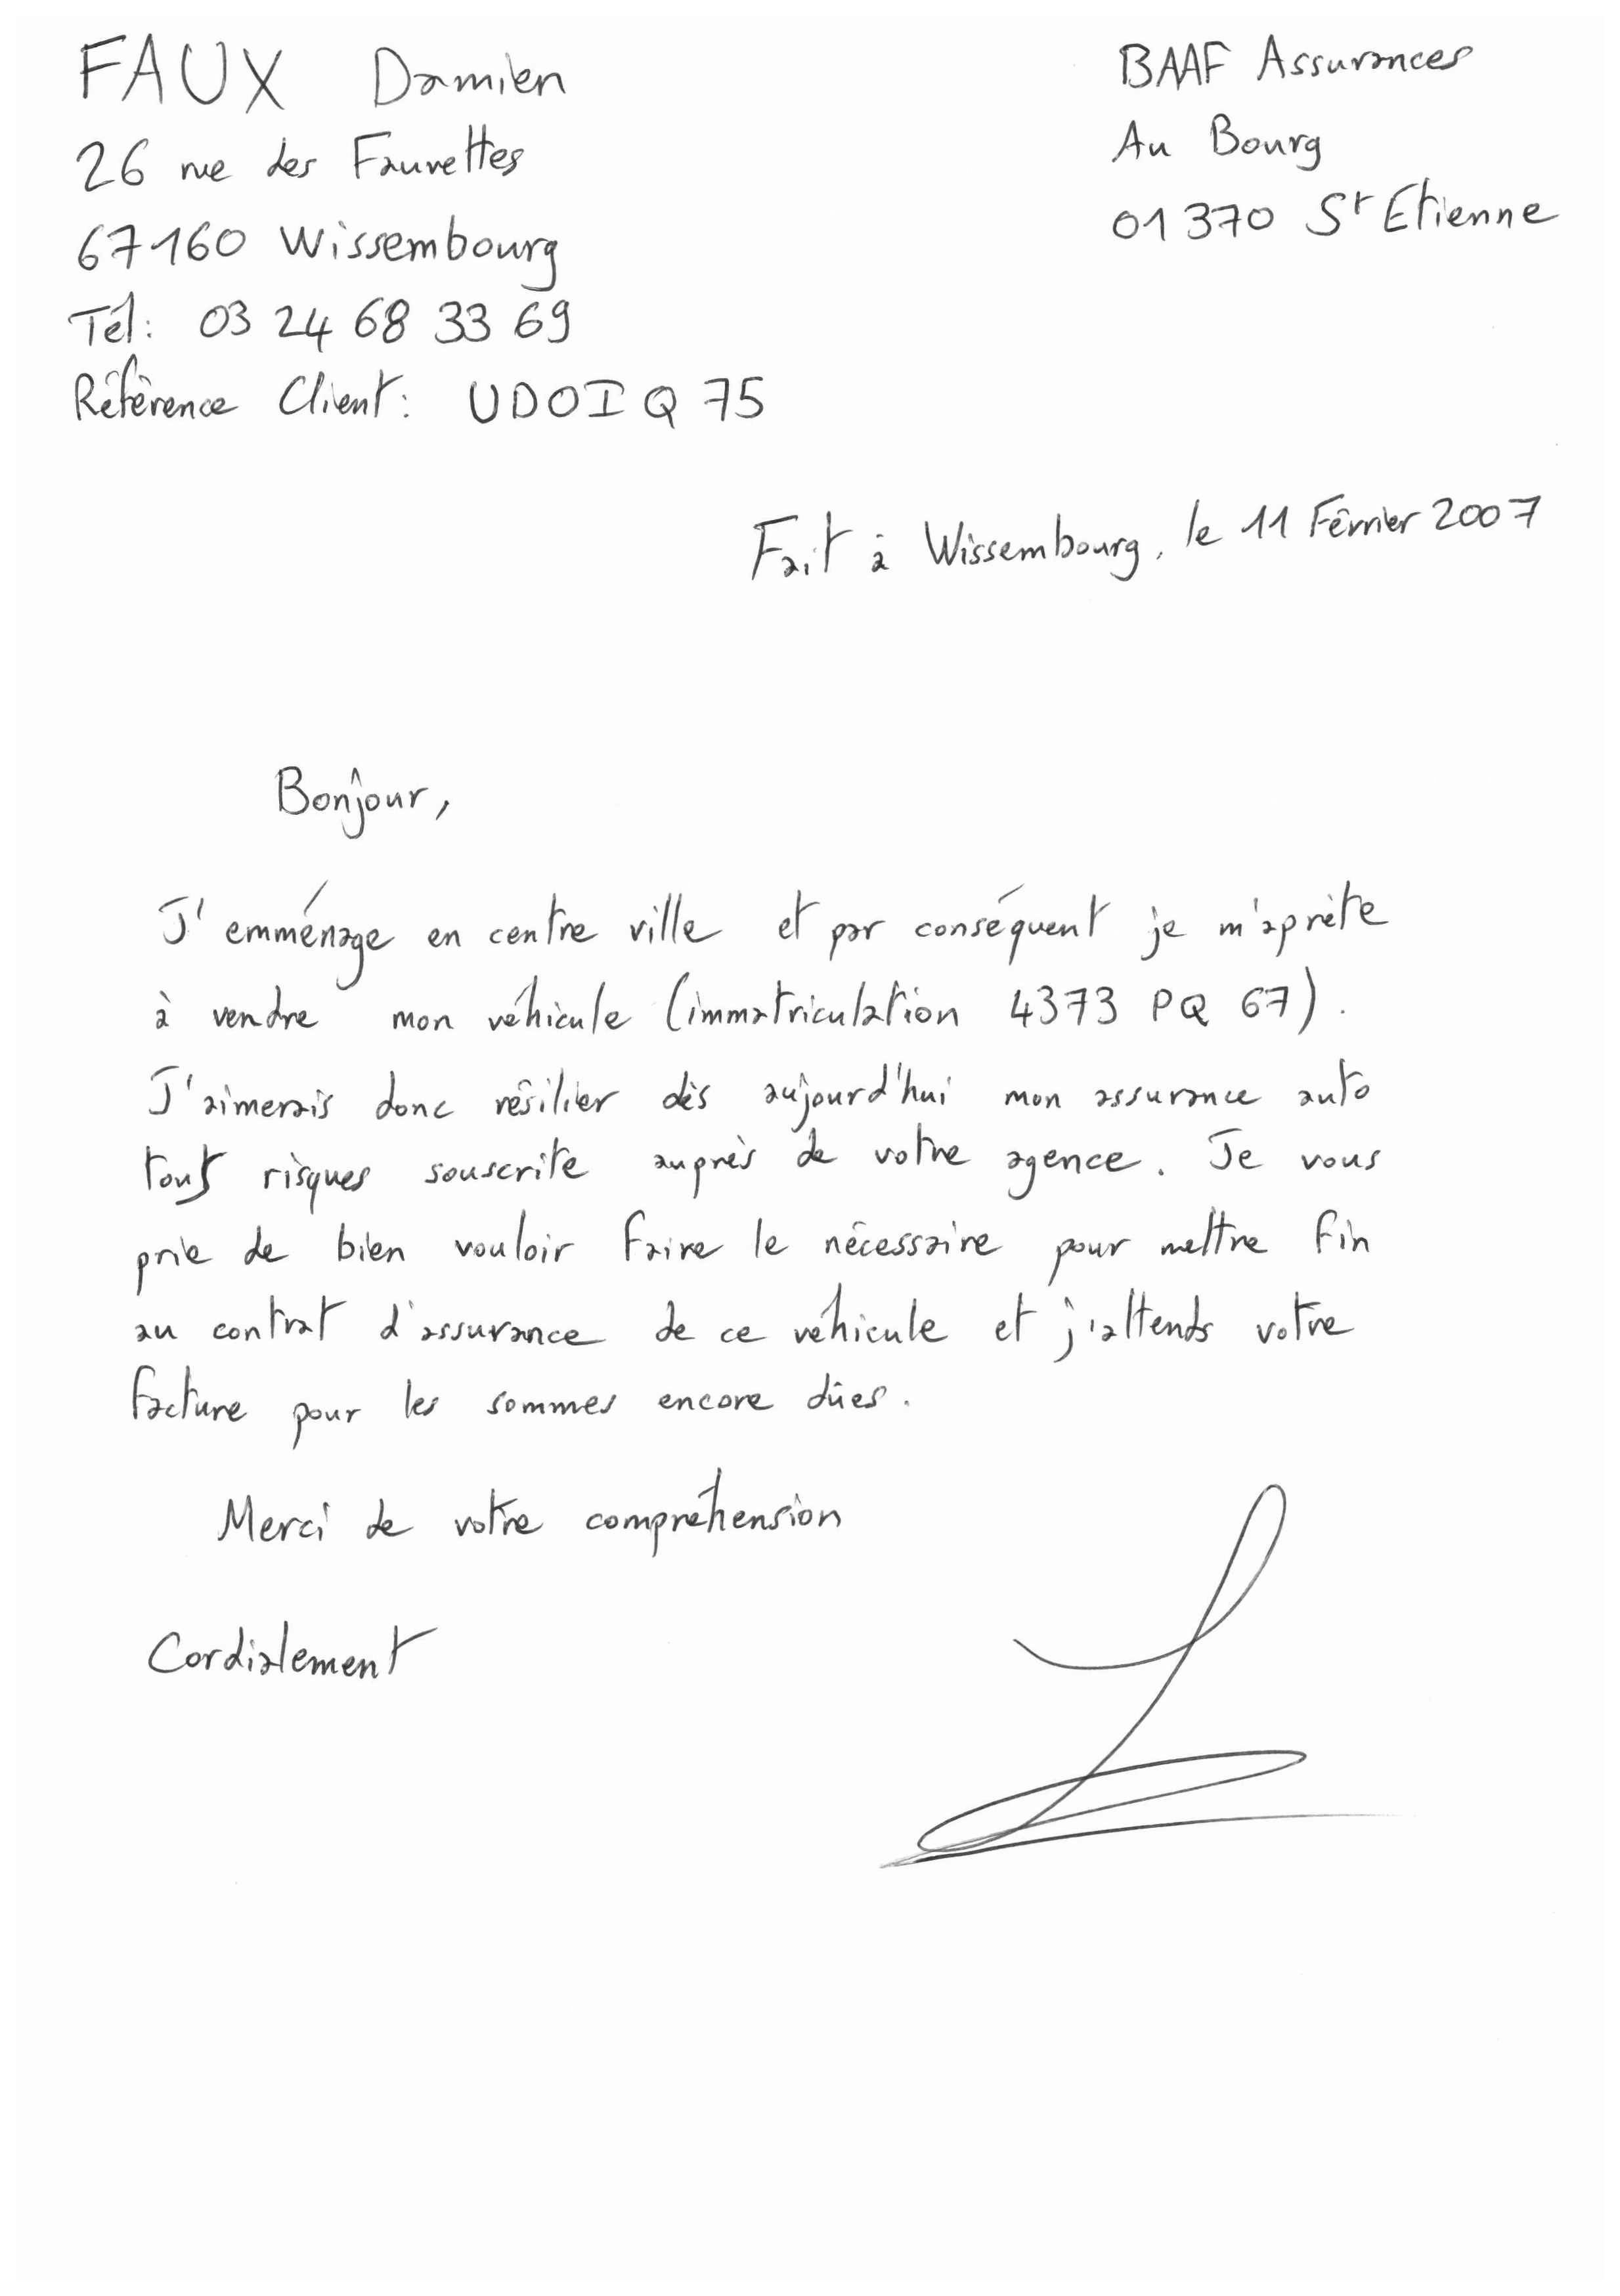 FAUX Damien
26 rue des Fauvettes
67160 Wissembourg
Tél: 03 24 68 33 69
Référence Client: UDOIQ75
BAAF Assurances
Au Bourg
01370 St Etienne
Fait à Wissembourg, le 11 Février 2007
Bonjour,
J'emménage en centre ville et par conséquent je m'aprête
à vendre mon véhicule (immatriculation 4373 PQ 67).
J'aimerais donc résilier dès aujourd'hui mon assurance auto
tous risques souscrite auprès de votre agence. Je vous
prie de bien vouloir faire le nécessaire pour mettre fin
au contrat d'assurance de ce véhicule et j'attends votre
facture pour les sommes encore dûes.
Merci de votre compréhension
Cordialement